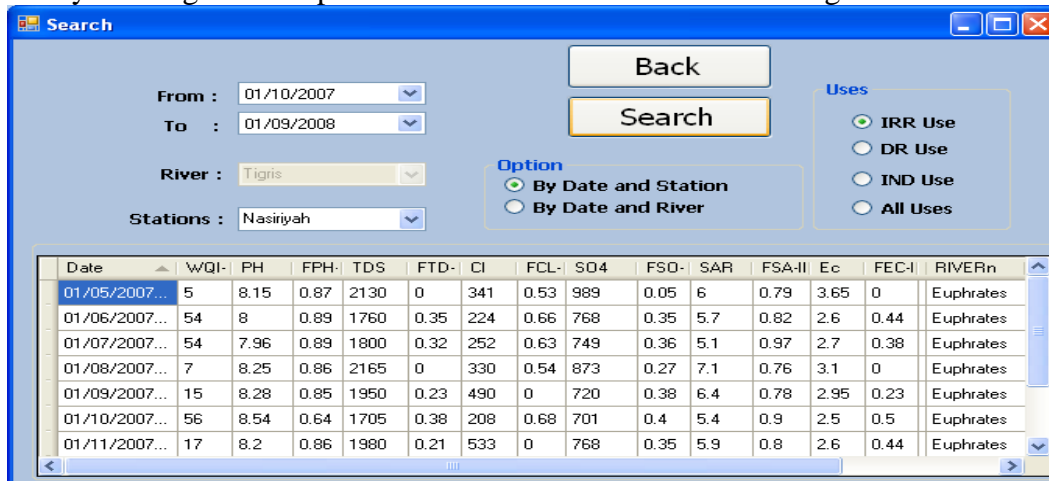 Search
Back
Search
From :
01/10/2007
To :
01/09/2008
River :
Tigris
Stations :
Nasiriyah
Option
By Date and Station
By Date and River
Uses
IRR Use
DR Use
IND Use
All Uses
Date WQI- PH FPH- TDS FTD- Cl FCL- SO4 FSO- SAR FSA-II Ec FEC-I RIVERn
01/05/2007... 5 8.15 0.87 2130 0 341 0.53 989 0.05 6 0.79 3.65 0 Euphrates
01/06/2007... 54 8 0.89 1760 0.35 224 0.66 768 0.35 5.7 0.82 2.6 0.44 Euphrates
01/07/2007... 54 7.96 0.89 1800 0.32 252 0.63 749 0.36 5.1 0.97 2.7 0.38 Euphrates
01/08/2007... 7 8.25 0.86 2165 0 330 0.54 873 0.27 7.1 0.76 3.1 0 Euphrates
01/09/2007... 15 8.28 0.85 1950 0.23 490 0 720 0.38 6.4 0.78 2.95 0.23 Euphrates
01/10/2007... 56 8.54 0.64 1705 0.38 208 0.68 701 0.4 5.4 0.9 2.5 0.5 Euphrates
01/11/2007... 17 8.2 0.86 1980 0.21 533 0 768 0.35 5.9 0.8 2.6 0.44 Euphrates